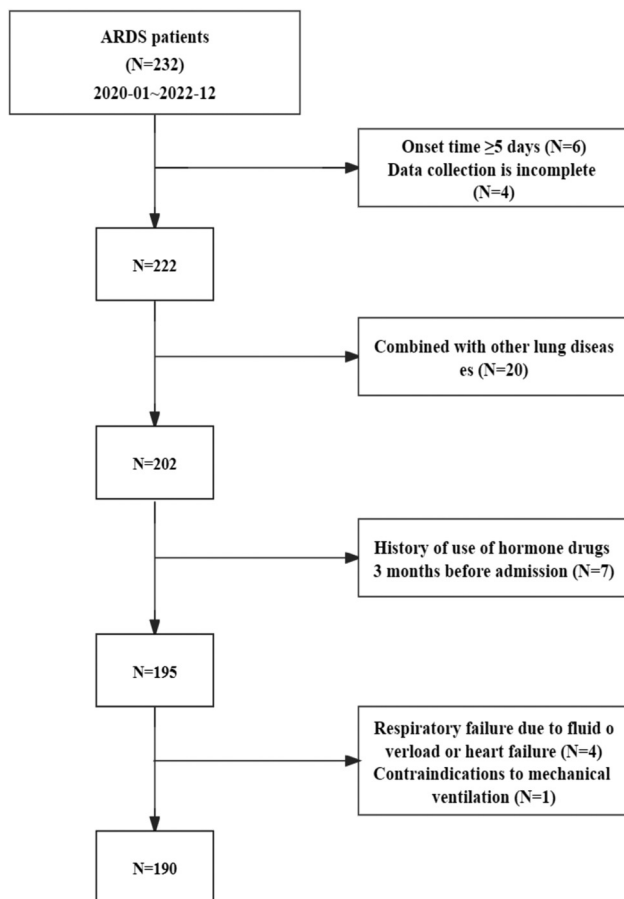 ARDS patients
(N=232)
2020-01~2022-12
Onset time ≥5 days (N=6)
Data collection is incomplete
(N=4)
N=222
Combined with other lung diseas
es (N=20)
N=202
History of use of hormone drugs
3 months before admission (N=7)
N=195
Respiratory failure due to fluid o
verload or heart failure (N=4)
Contraindications to mechanical
ventilation (N=1)
N=190